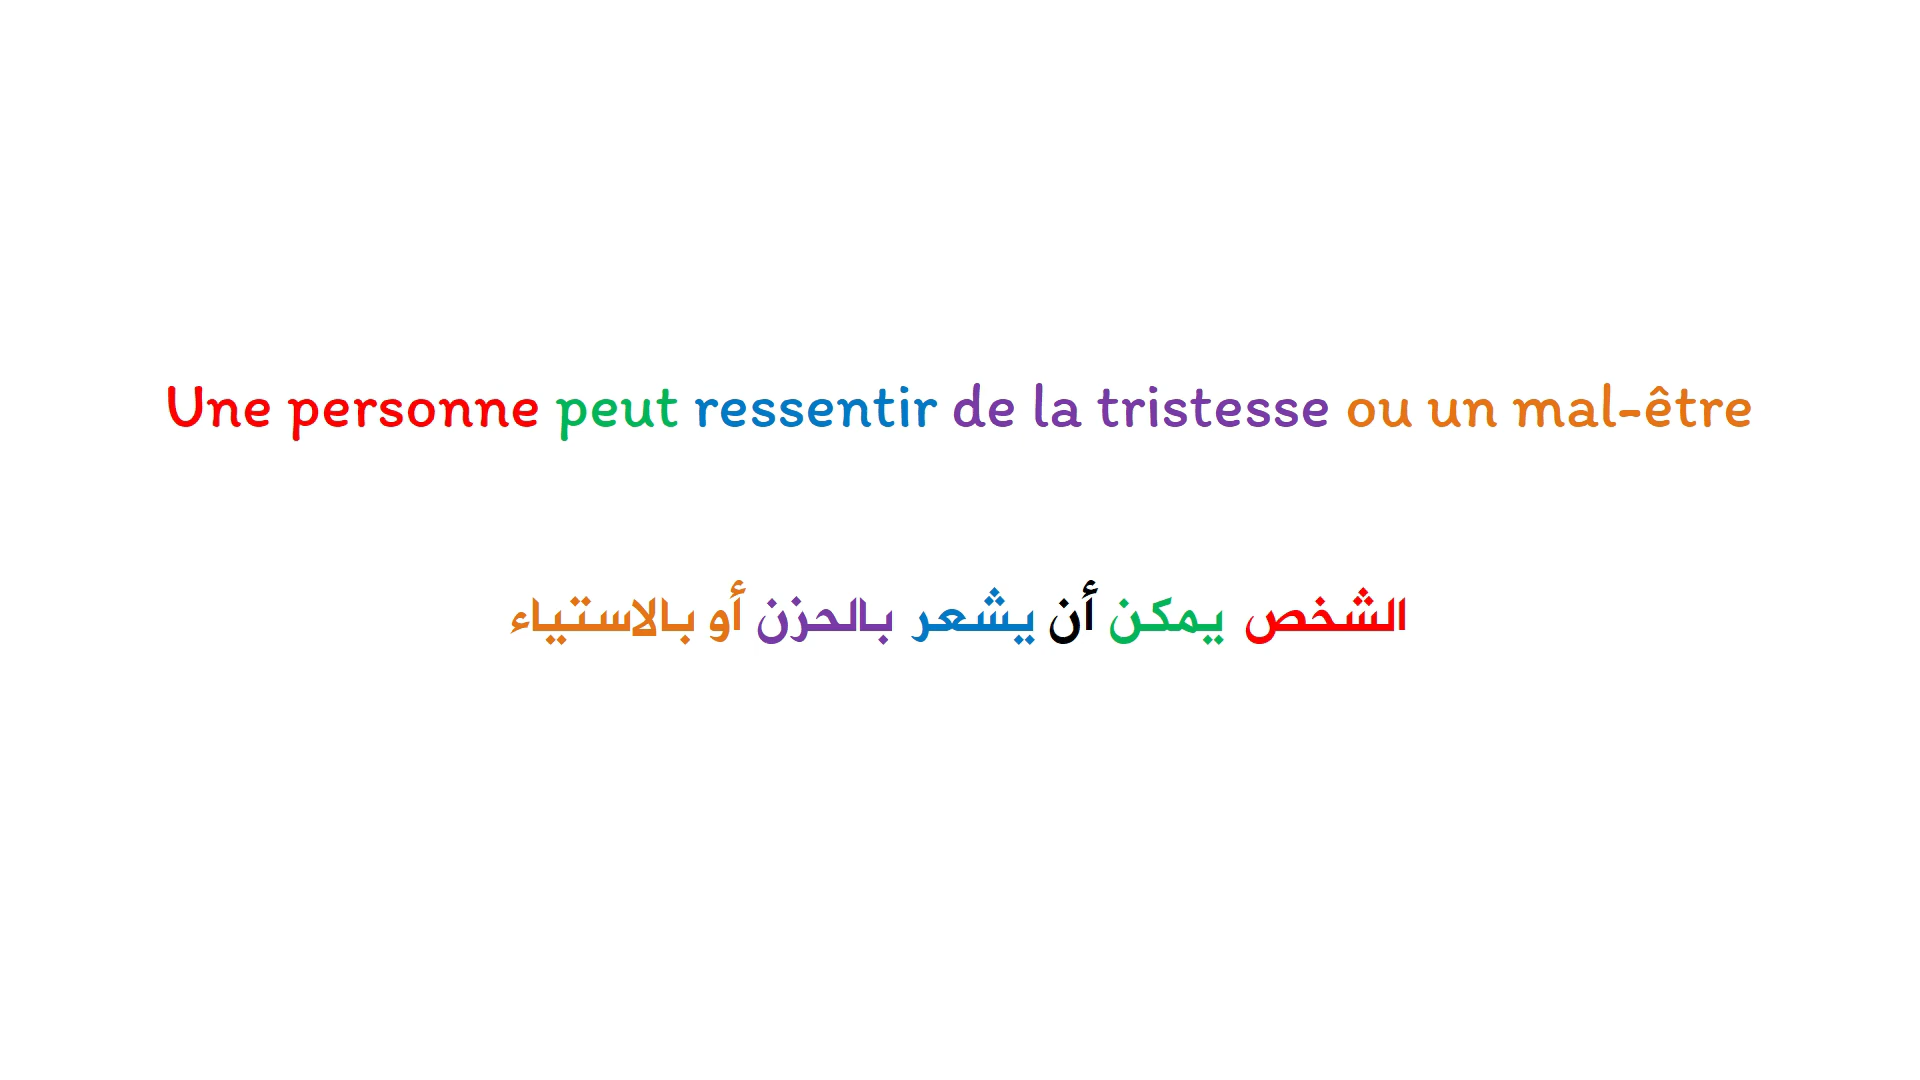 Une personne peut ressentir de la tristesse ou un mal-être
الشخص يمكن أن يشعر بالحزن أو بالاستياء